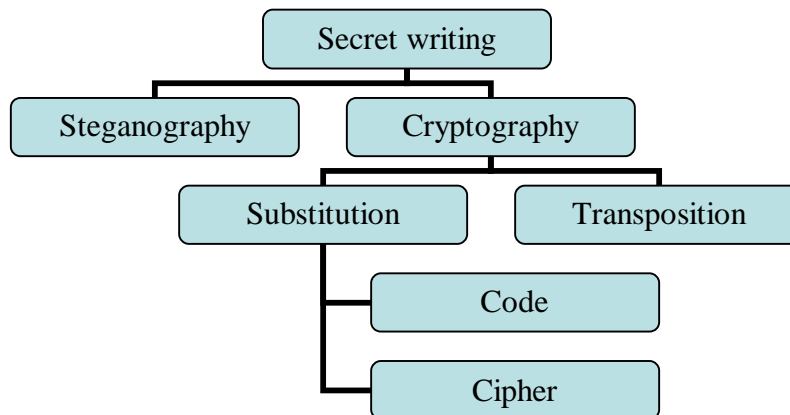 Secret writing
Steganography
Cryptography
Substitution
Transposition
Code
Cipher